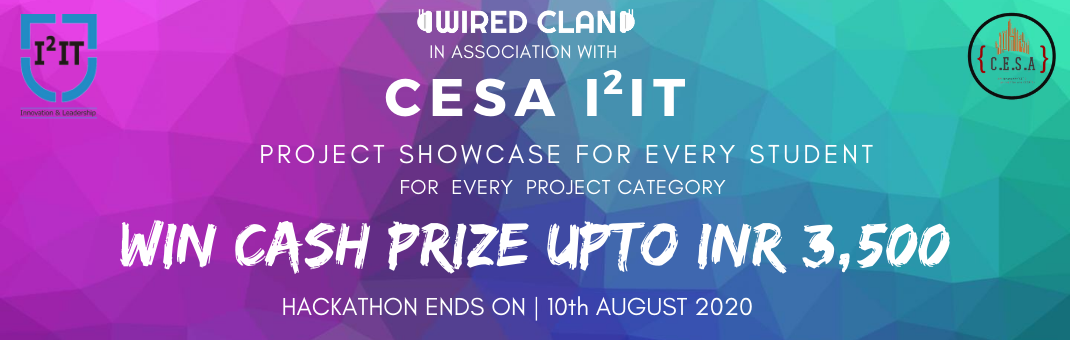 WIRED CLAN
IN ASSOCIATION WITH
I²IT
Innovation & Leadership
{ C.E.S.A }
CESA I²IT
PROJECT SHOWCASE FOR EVERY STUDENT
FOR EVERY PROJECT CATEGORY
WIN CASH PRIZE UPTO INR 3,500
HACKATHON ENDS ON | 10th AUGUST 2020